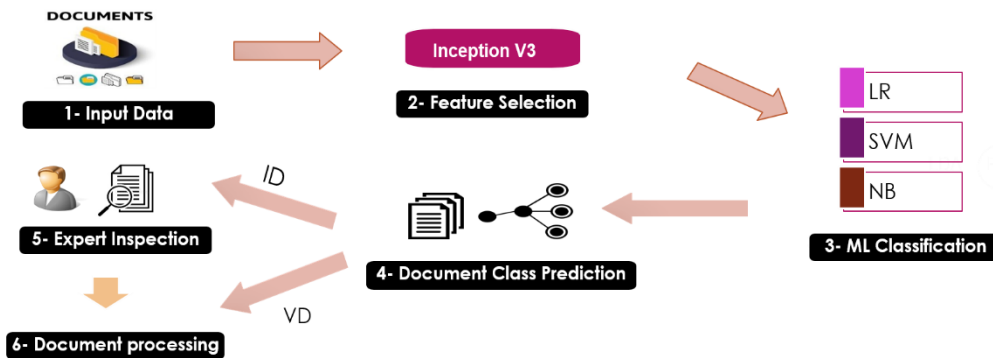 DOCUMENTS
1- Input Data
Inception V3
2- Feature Selection
LR
SVM
NB
3- ML Classification
4- Document Class Prediction
ID
VD
5- Expert Inspection
6- Document processing